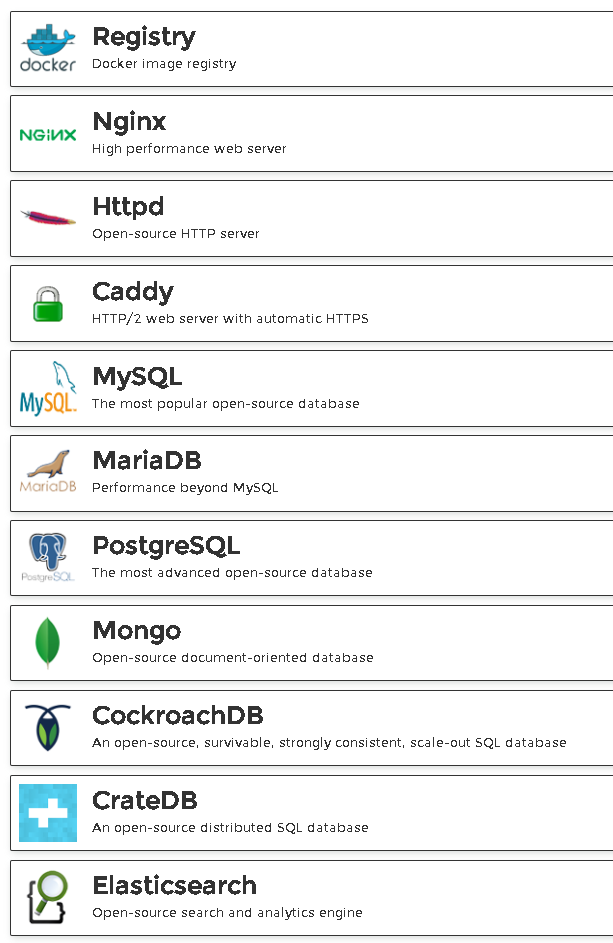 docker
Registry
Docker image registry
NGiNX
Nginx
High performance web server
Httpd
Open-source HTTP server
Caddy
HTTP/2 web server with automatic HTTPS
MySQL.
MySQL
The most popular open-source database
MariaDB
MariaDB
Performance beyond MySQL
PostgreSQL
PostgreSQL
The most advanced open-source database
Mongo
Open-source document-oriented database
CockroachDB
An open-source, survivable, strongly consistent, scale-out SQL database
CrateDB
An open-source distributed SQL database
Elasticsearch
Open-source search and analytics engine